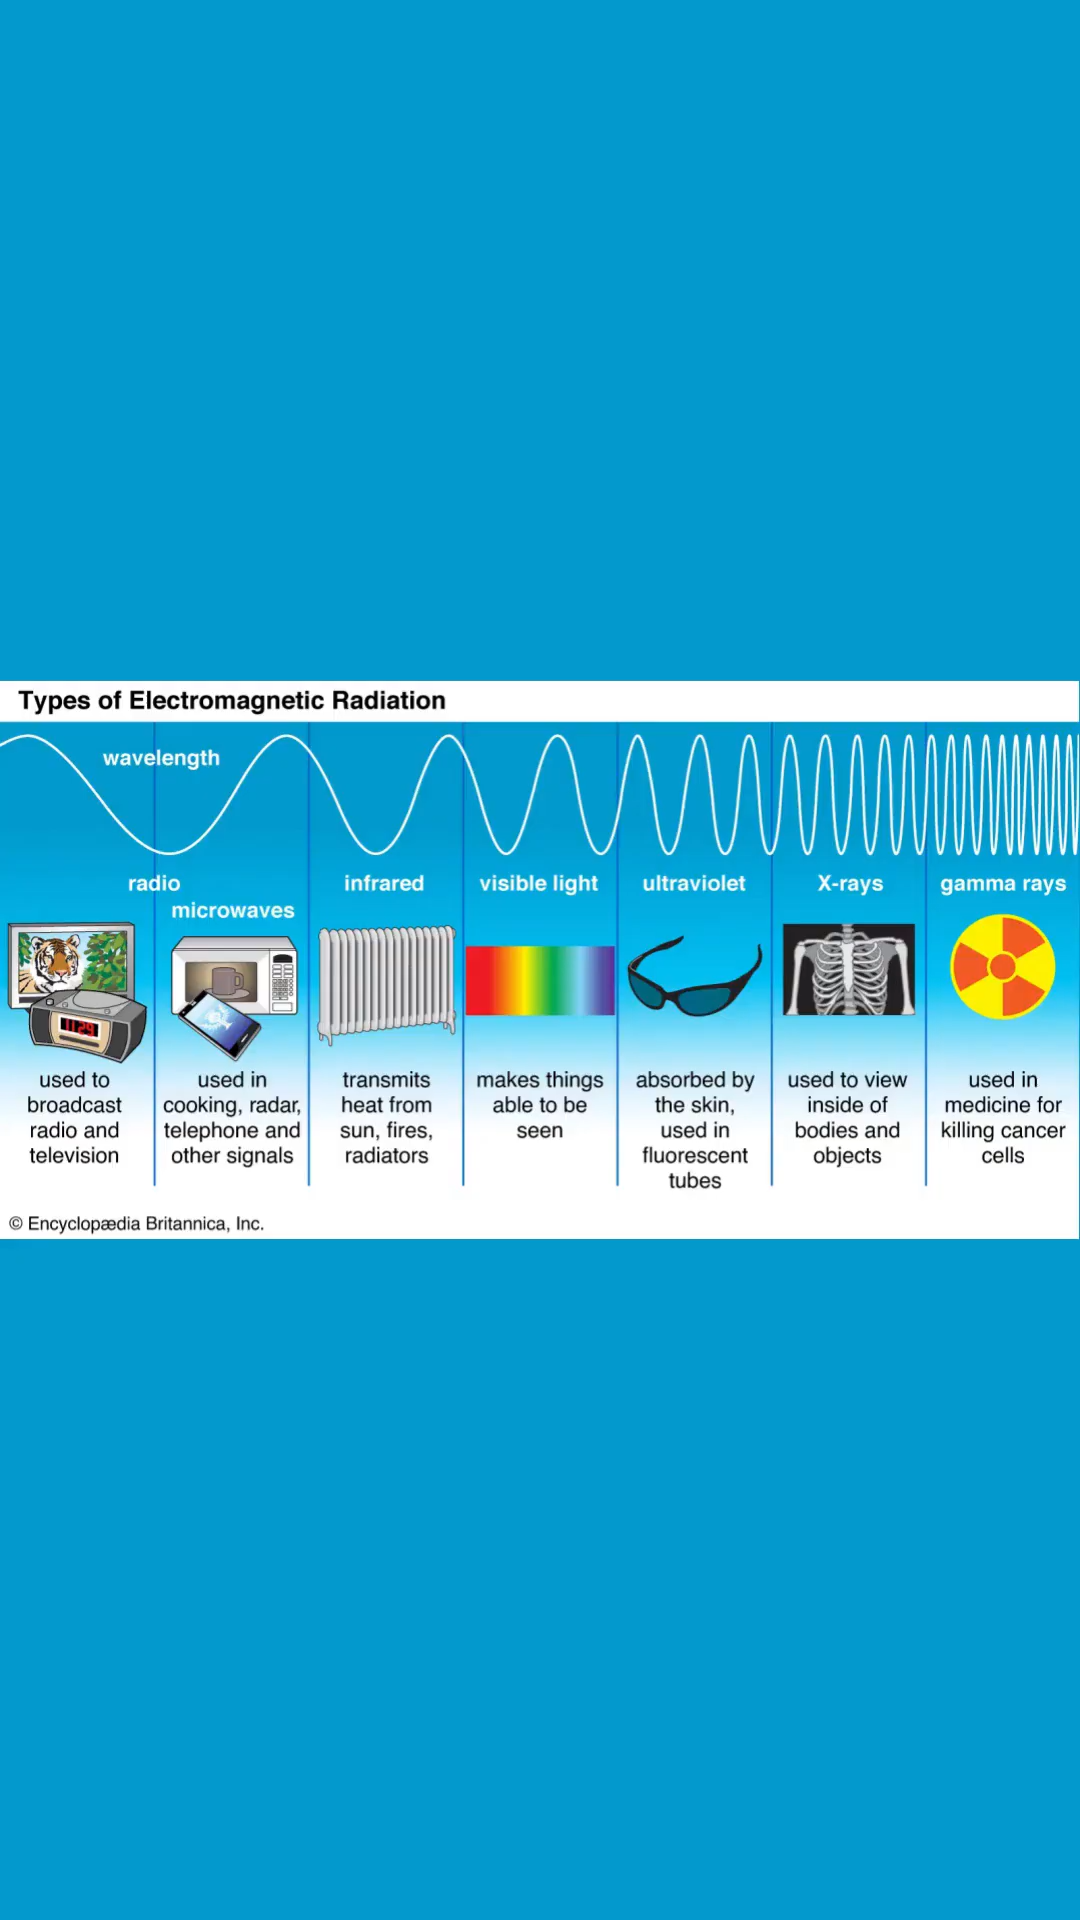 Types of Electromagnetic Radiation
wavelength
radio
microwaves
infrared
visible light
ultraviolet
X-rays
gamma rays
11:29
used to
broadcast
radio and
television
used in
cooking, radar,
telephone and
other signals
transmits
heat from
sun, fires,
radiators
makes things
able to be
seen
absorbed by
the skin,
used in
fluorescent
tubes
used to view
inside of
bodies and
objects
used in
medicine for
killing cancer
cells
© Encyclopædia Britannica, Inc.